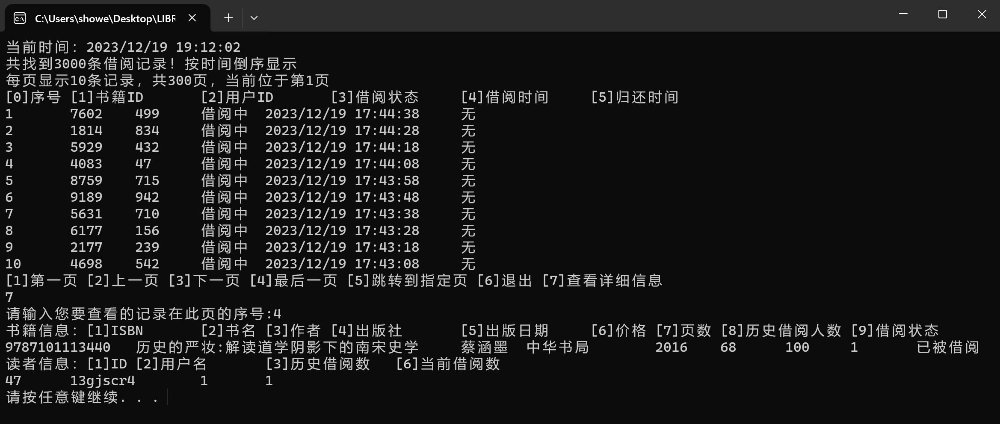 C:\Users\showe\Desktop\LIBR
当前时间：2023/12/19 19:12:02
共找到3000条借阅记录！按时间倒序显示
每页显示10条记录，共300页，当前位于第1页
[0]序号 [1]书籍ID [2]用户ID [3]借阅状态 [4]借阅时间 [5]归还时间
1 7602 499 借阅中 2023/12/19 17:44:38 无
2 1814 834 借阅中 2023/12/19 17:44:28 无
3 5929 432 借阅中 2023/12/19 17:44:18 无
4 4083 47 借阅中 2023/12/19 17:44:08 无
5 8759 715 借阅中 2023/12/19 17:43:58 无
6 9189 942 借阅中 2023/12/19 17:43:48 无
7 5631 710 借阅中 2023/12/19 17:43:38 无
8 6177 156 借阅中 2023/12/19 17:43:28 无
9 2177 239 借阅中 2023/12/19 17:43:18 无
10 4698 542 借阅中 2023/12/19 17:43:08 无
[1]第一页 [2]上一页 [3]下一页 [4]最后一页 [5]跳转到指定页 [6]退出 [7]查看详细信息
7
请输入您要查看的记录在此页的序号:4
书籍信息：[1]ISBN [2]书名 [3]作者 [4]出版社 [5]出版日期 [6]价格 [7]页数 [8]历史借阅人数 [9]借阅状态
9787101113440 历史的严妆:解读道学阴影下的南宋史学 蔡涵墨 中华书局 2016 68 100 1 已被借阅
读者信息：[1]ID [2]用户名 [3]历史借阅数 [6]当前借阅数
47 13gjscr4 1 1
请按任意键继续. . .